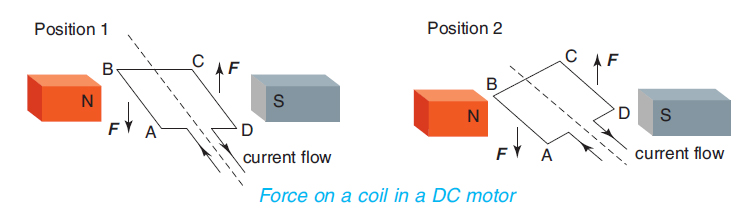 Position 1
B
C
F
N
S
F
A
D
current flow
Position 2
C
F
B
N
D
S
F
A
current flow
Force on a coil in a DC motor